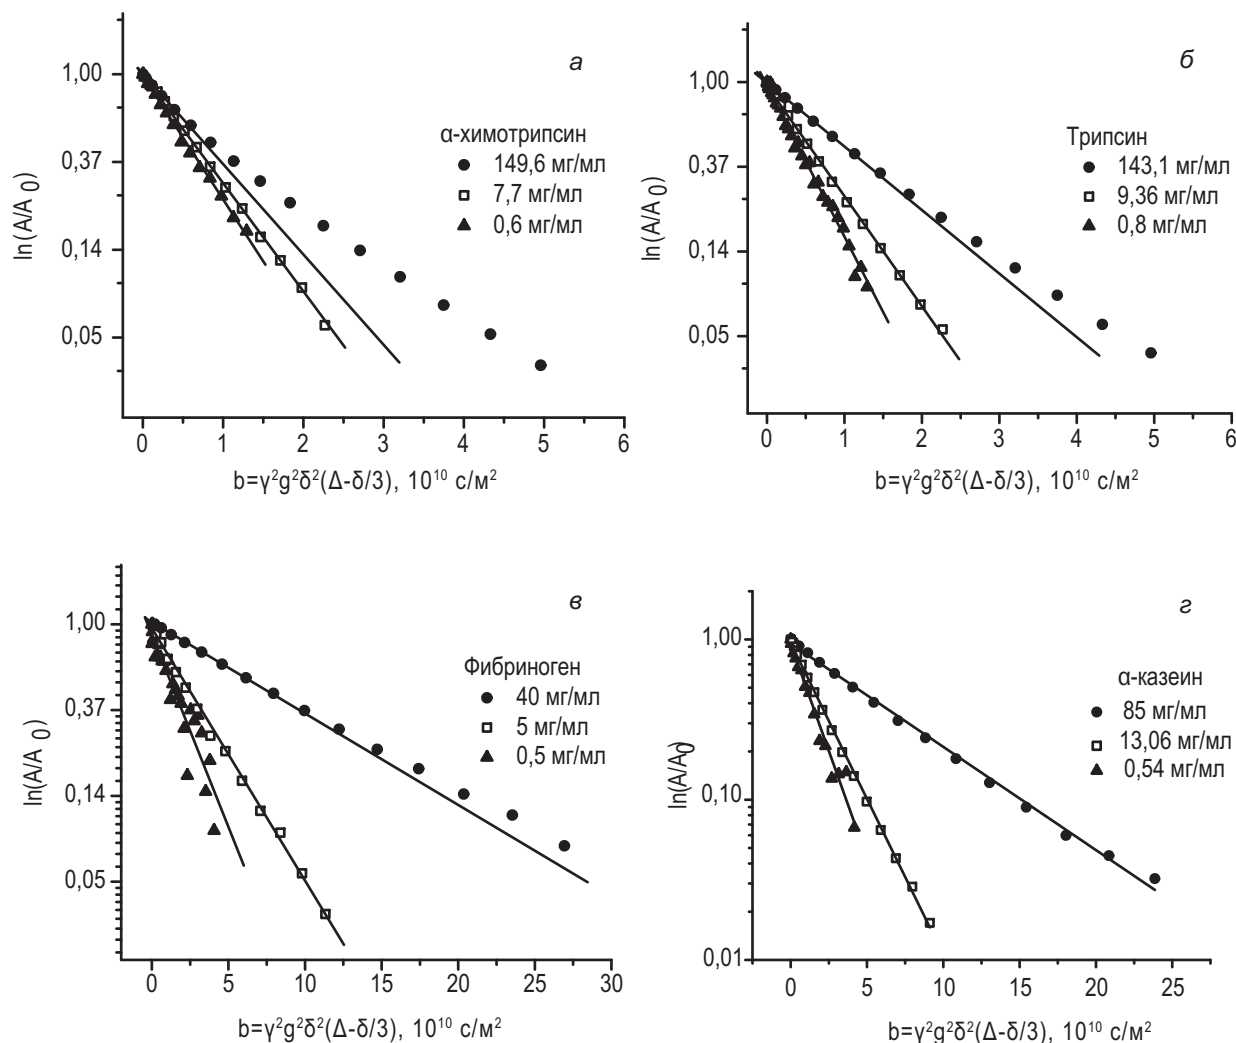 а
α-химотрипсин
149,6 мг/мл
7,7 мг/мл
0,6 мг/мл
ln(A/A 0)
1,00
0,37
0,14
0,05
0 1 2 3 4 5 6
b=γ²g²δ²(Δ-δ/3), 10¹⁰ с/м²
б
Трипсин
143,1 мг/мл
9,36 мг/мл
0,8 мг/мл
ln(A/A 0)
1,00
0,37
0,14
0,05
0 1 2 3 4 5 6
b=γ²g²δ²(Δ-δ/3), 10¹⁰ с/м²
в
Фибриноген
40 мг/мл
5 мг/мл
0,5 мг/мл
ln(A/A 0)
1,00
0,37
0,14
0,05
0 5 10 15 20 25 30
b=γ²g²δ²(Δ-δ/3), 10¹⁰ с/м²
г
α-казеин
85 мг/мл
13,06 мг/мл
0,54 мг/мл
ln(A/A0)
1,00
0,10
0,01
0 5 10 15 20 25
b=γ²g²δ²(Δ-δ/3), 10¹⁰ с/м²